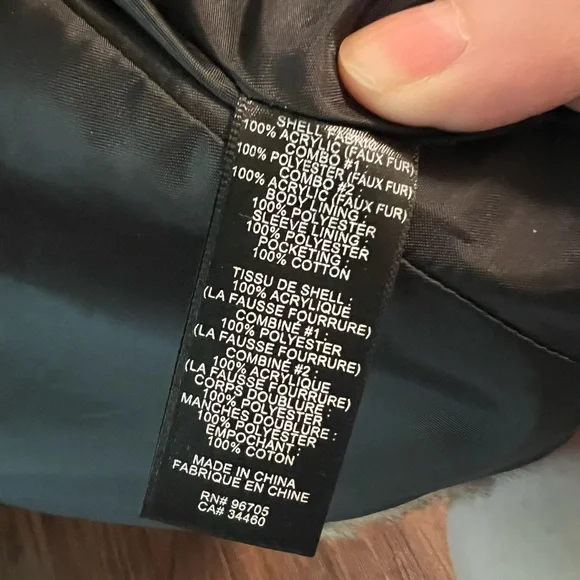 SHELL FABRIC :
100% ACRYLIC (FAUX FUR)
COMBO #1 :
100% POLYESTER (FAUX FUR)
COMBO #2 :
100% ACRYLIC (FAUX FUR)
BODY LINING :
100% POLYESTER
SLEEVE LINING :
100% POLYESTER
POCKETING :
100% COTTON
TISSU DE SHELL :
100% ACRYLIQUE
(LA FAUSSE FOURRURE)
COMBINÉ #1 :
100% POLYESTER
(LA FAUSSE FOURRURE)
COMBINÉ #2 :
100% ACRYLIQUE
(LA FAUSSE FOURRURE)
CORPS DOUBLURE :
100% POLYESTER
MANCHES DOUBLURE :
100% POLYESTER
EMPOCHANT :
100% COTON
MADE IN CHINA
FABRIQUÉ EN CHINE
RN# 96705
CA# 34460